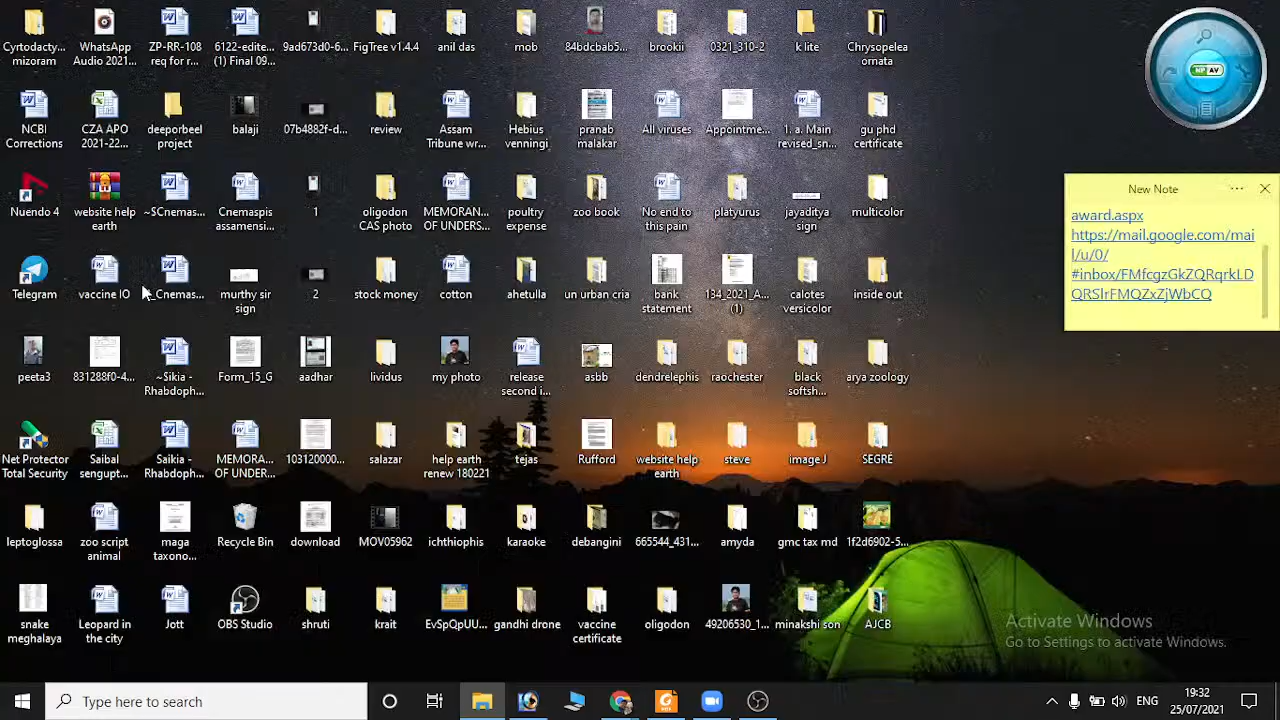 Cyrtodacty... mizoram
WhatsApp Audio 2021...
ZP-RR-108 req for r...
6122-edite... (1) Final 09...
9ad673d0-6...
FigTree v1.4.4
anil das
mob
84bdcbab5...
brookii
0321_310-2
k lite
Chrysopelea ornata
NCBI Corrections
CZA APO 2021-22...
deeporbeel project
balaji
07b4882f-d...
review
Assam Tribune wr...
Hebius venningi
pranab malakar
All viruses
Appointme...
1. a. Main revised_sn...
gu phd certificate
Nuendo 4
website help earth
~SCnemas...
Cnemaspis assamensi...
1
oligodon CAS photo
MEMORAN... OF UNDERS...
poultry expense
zoo book
No end to this pain
platyurus
jayaditya sign
multicolor
Telegram
vaccine IO
_Cnemas...
murthy sir sign
2
stock money
cotton
ahetulla
un urban cria
bank statement
134_2021_A... (1)
calotes versicolor
inside out
peeta3
831288f0-4...
~Sikia - Rhabdoph...
Form_15_G
aadhar
lividus
my photo
release second i...
asbb
dendrelephis
raochester
black softsh...
arya zoology
Net Protector Total Security
Saibal sengupt...
Saikia - Rhabdoph...
MEMORA... OF UNDER...
103120000...
salazar
help earth renew 180221
tejas
Rufford
website help earth
steve
image J
SEGRE
leptoglossa
zoo script animal
maga taxono...
Recycle Bin
download
MOV05962
ichthiophis
karaoke
debangini
665544_431...
amyda
gmc tax md
1f2d6902-5...
snake meghalaya
Leopard in the city
Jott
OBS Studio
shruti
krait
EvSpQpUU...
gandhi drone
vaccine certificate
oligodon
49206530_1...
minakshi son
AJCB
NP AV
New Note
award.aspx
https://mail.google.com/mai
l/u/0/
#inbox/FMfcgzGkZQRqrkLD
QRSlrFMQZxZjWbCQ
Activate Windows
Go to Settings to activate Windows.
Type here to search
ENG
19:32
25/07/2021